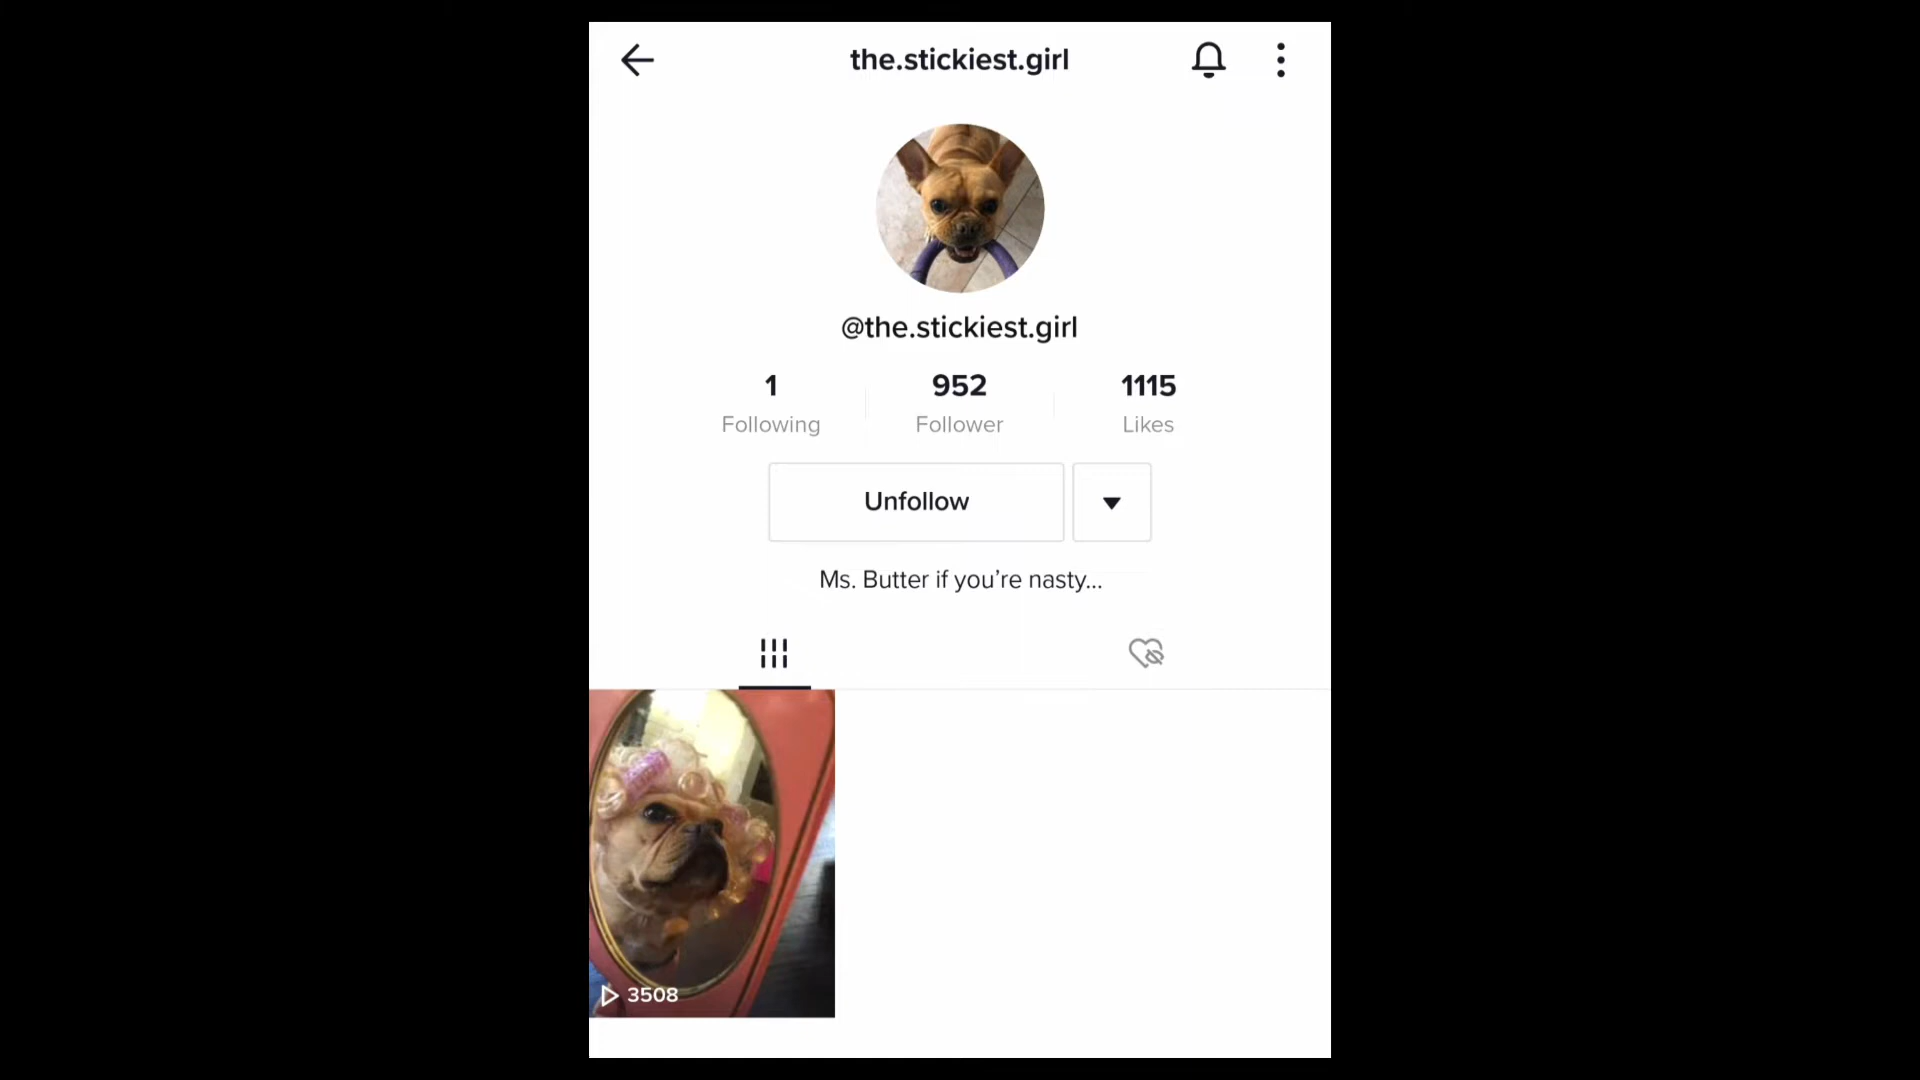 the.stickiest.girl
@the.stickiest.girl
1 952 1115
Following Follower Likes
Unfollow
Ms. Butter if you're nasty...
3508